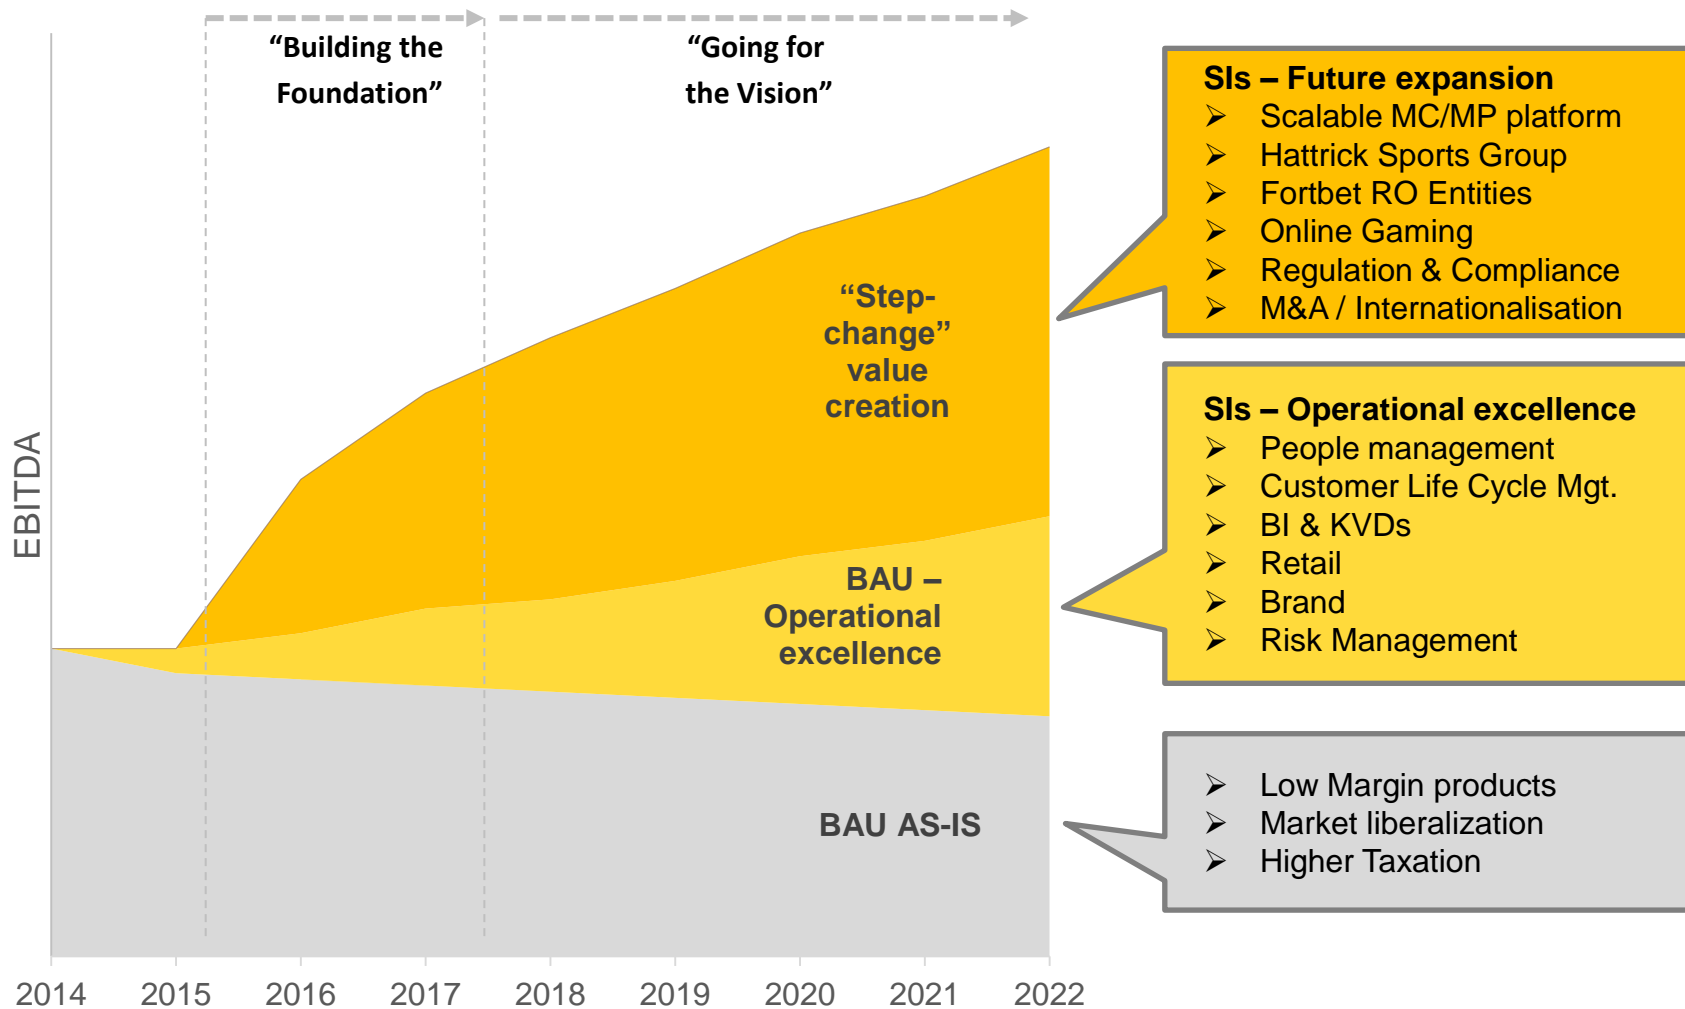 “Building the
Foundation”
“Going for
the Vision”
EBITDA
“Step-
change”
value
creation
BAU –
Operational
excellence
BAU AS-IS
2014 2015 2016 2017 2018 2019 2020 2021 2022
SIs – Future expansion
➢ Scalable MC/MP platform
➢ Hattrick Sports Group
➢ Fortbet RO Entities
➢ Online Gaming
➢ Regulation & Compliance
➢ M&A / Internationalisation
SIs – Operational excellence
➢ People management
➢ Customer Life Cycle Mgt.
➢ BI & KVDs
➢ Retail
➢ Brand
➢ Risk Management
➢ Low Margin products
➢ Market liberalization
➢ Higher Taxation